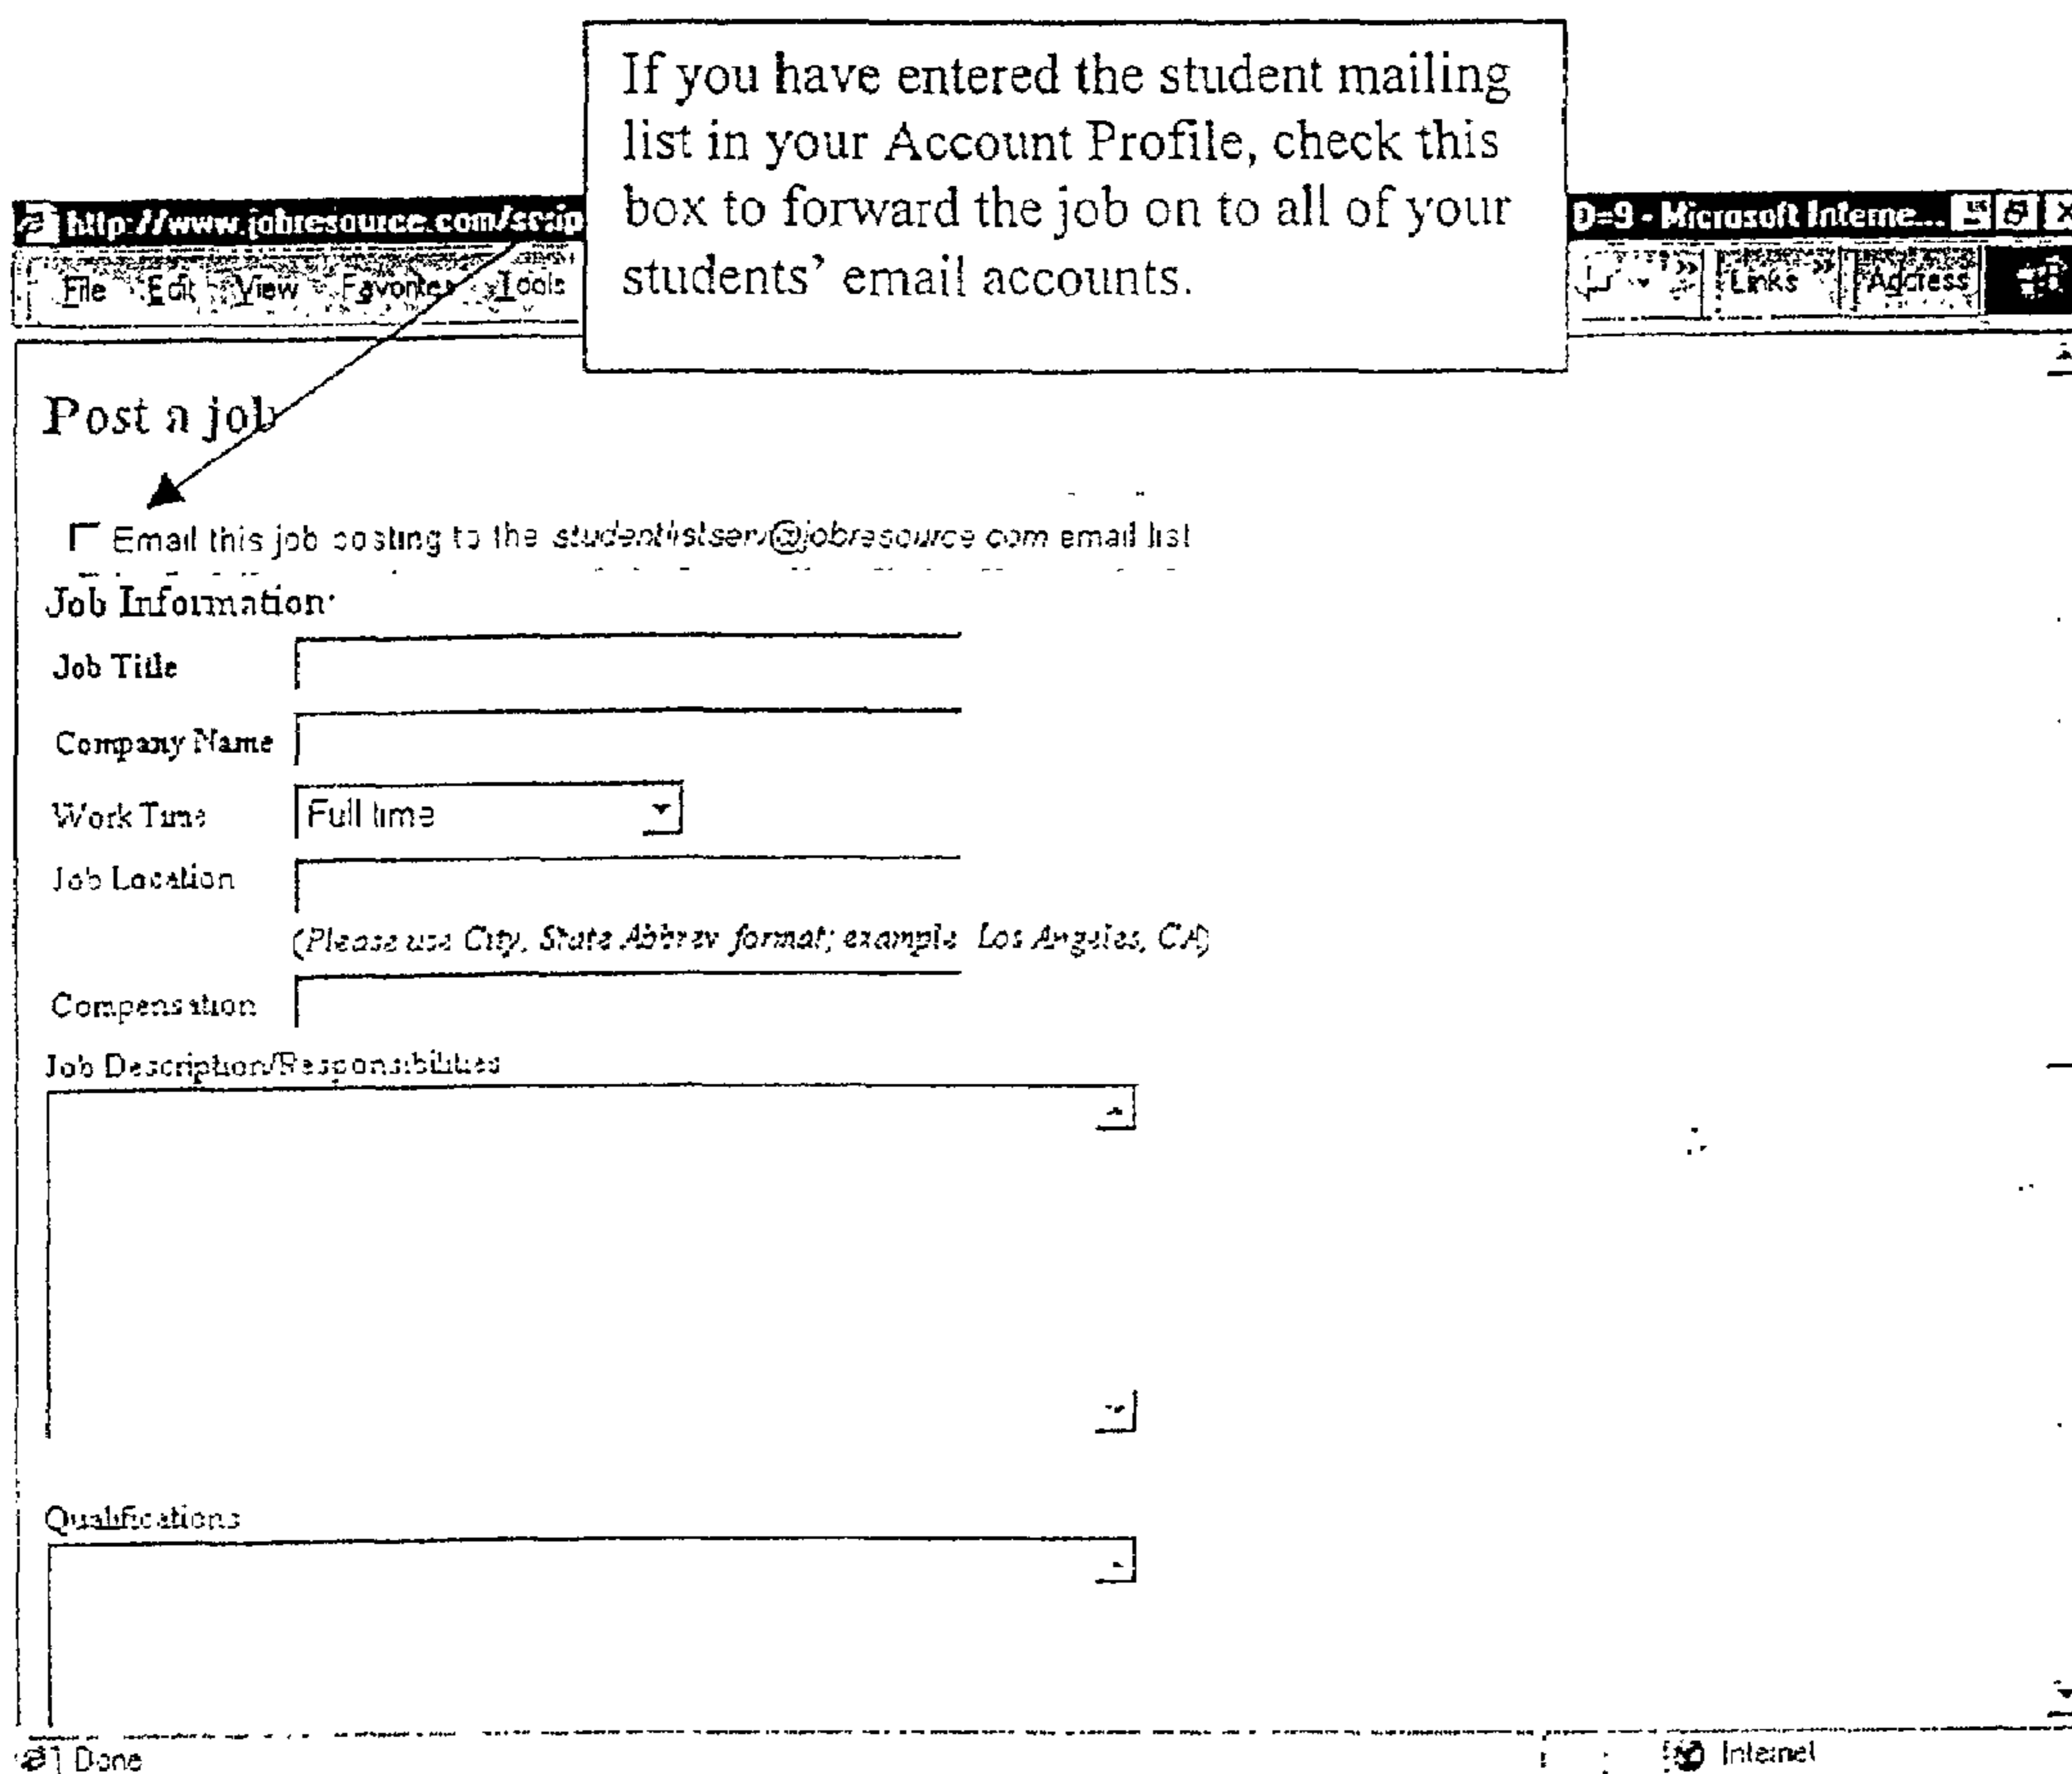 If you have entered the student mailing
list in your Account Profile, check this
box to forward the job on to all of your
students’ email accounts.
http://www.jobresource.com/scrip
0=9 - Microsoft Interne...
File Edit View Favorites Tools
Links Address
Post a job
Email this job posting to the studentlistserv@jobresource.com email list
Job Information:
Job Title
Company Name
Work Time Full time
Job Location
(Please use City, State Abbrev format; example Los Angeles, CA)
Compensation
Job Description/Responsibilities
Qualifications
Done
Internet